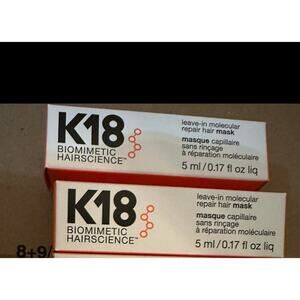 K18
BIOMIMETIC
HAIRSCIENCE™
leave-in molecular
repair hair mask
masque capillaire
sans rinçage
à réparation moléculaire
5 ml/0.17 fl oz liq
K18
BIOMIMETIC
HAIRSCIENCE™
leave-in molecular
repair hair mask
masque capillaire
sans rinçage
à réparation moléculaire
5 ml/0.17 fl oz liq
8+9/